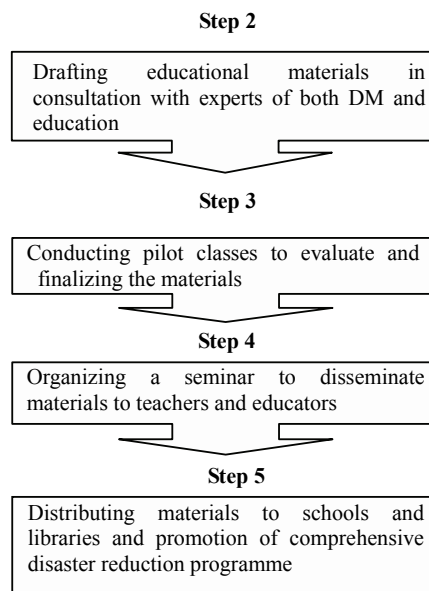 Step 2
Drafting educational materials in
consultation with experts of both DM and
education
Step 3
Conducting pilot classes to evaluate and
finalizing the materials
Step 4
Organizing a seminar to disseminate
materials to teachers and educators
Step 5
Distributing materials to schools and
libraries and promotion of comprehensive
disaster reduction programme